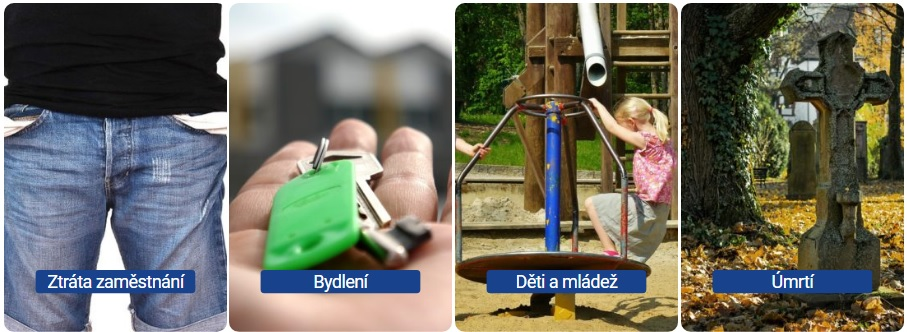 Ztráta zaměstnání
Bydlení
Děti a mládež
Úmrtí